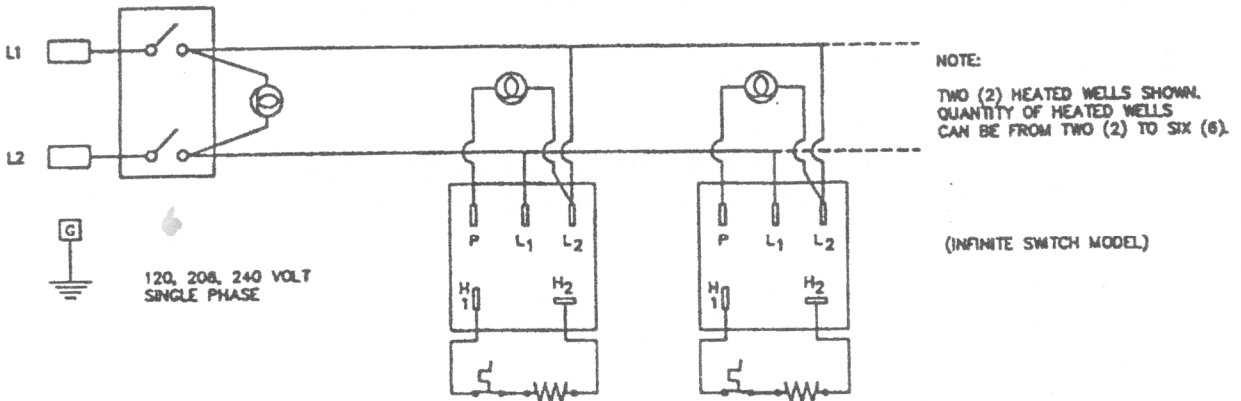 L1
L2
G
120, 208, 240 VOLT
SINGLE PHASE
P L1 L2
H1 H2
P L1 L2
H1 H2
NOTE:
TWO (2) HEATED WELLS SHOWN.
QUANTITY OF HEATED WELLS
CAN BE FROM TWO (2) TO SIX (6).
(INFINITE SWITCH MODEL)